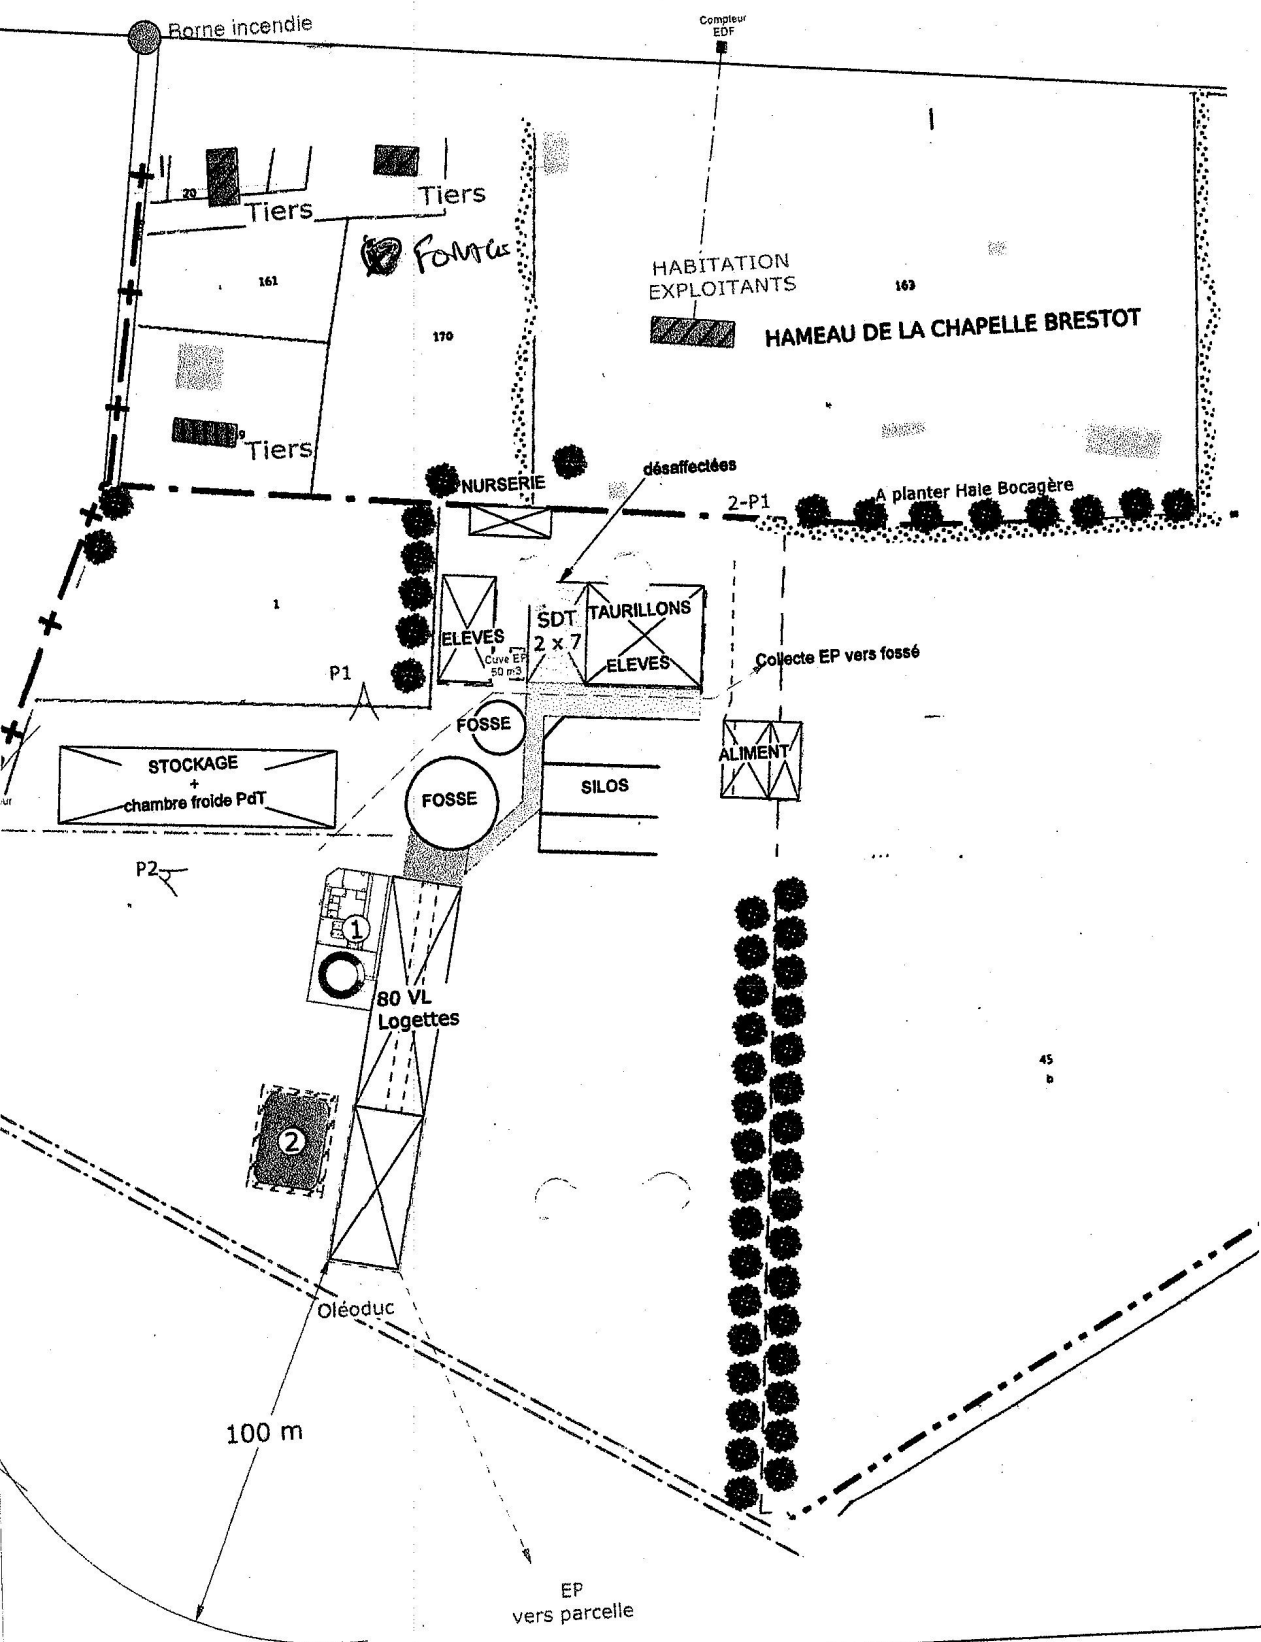 Borne incendie
Compteur
EDF
20
Tiers
Tiers
161
170
HABITATION
EXPLOITANTS
163
HAMEAU DE LA CHAPELLE BRESTOT
9
Tiers
désaffectées
NURSERIE
2-P1
A planter Haie Bocagère
1
ELEVES
SDT
2 x 7
TAURILLONS
ELEVES
Cuve EP
50 m3
Collecte EP vers fossé
P1
FOSSE
STOCKAGE
+
chambre froide PdT
FOSSE
SILOS
ALIMENT
P2
1
80 VL
Logettes
45
b
2
Oléoduc
100 m
EP
vers parcelle